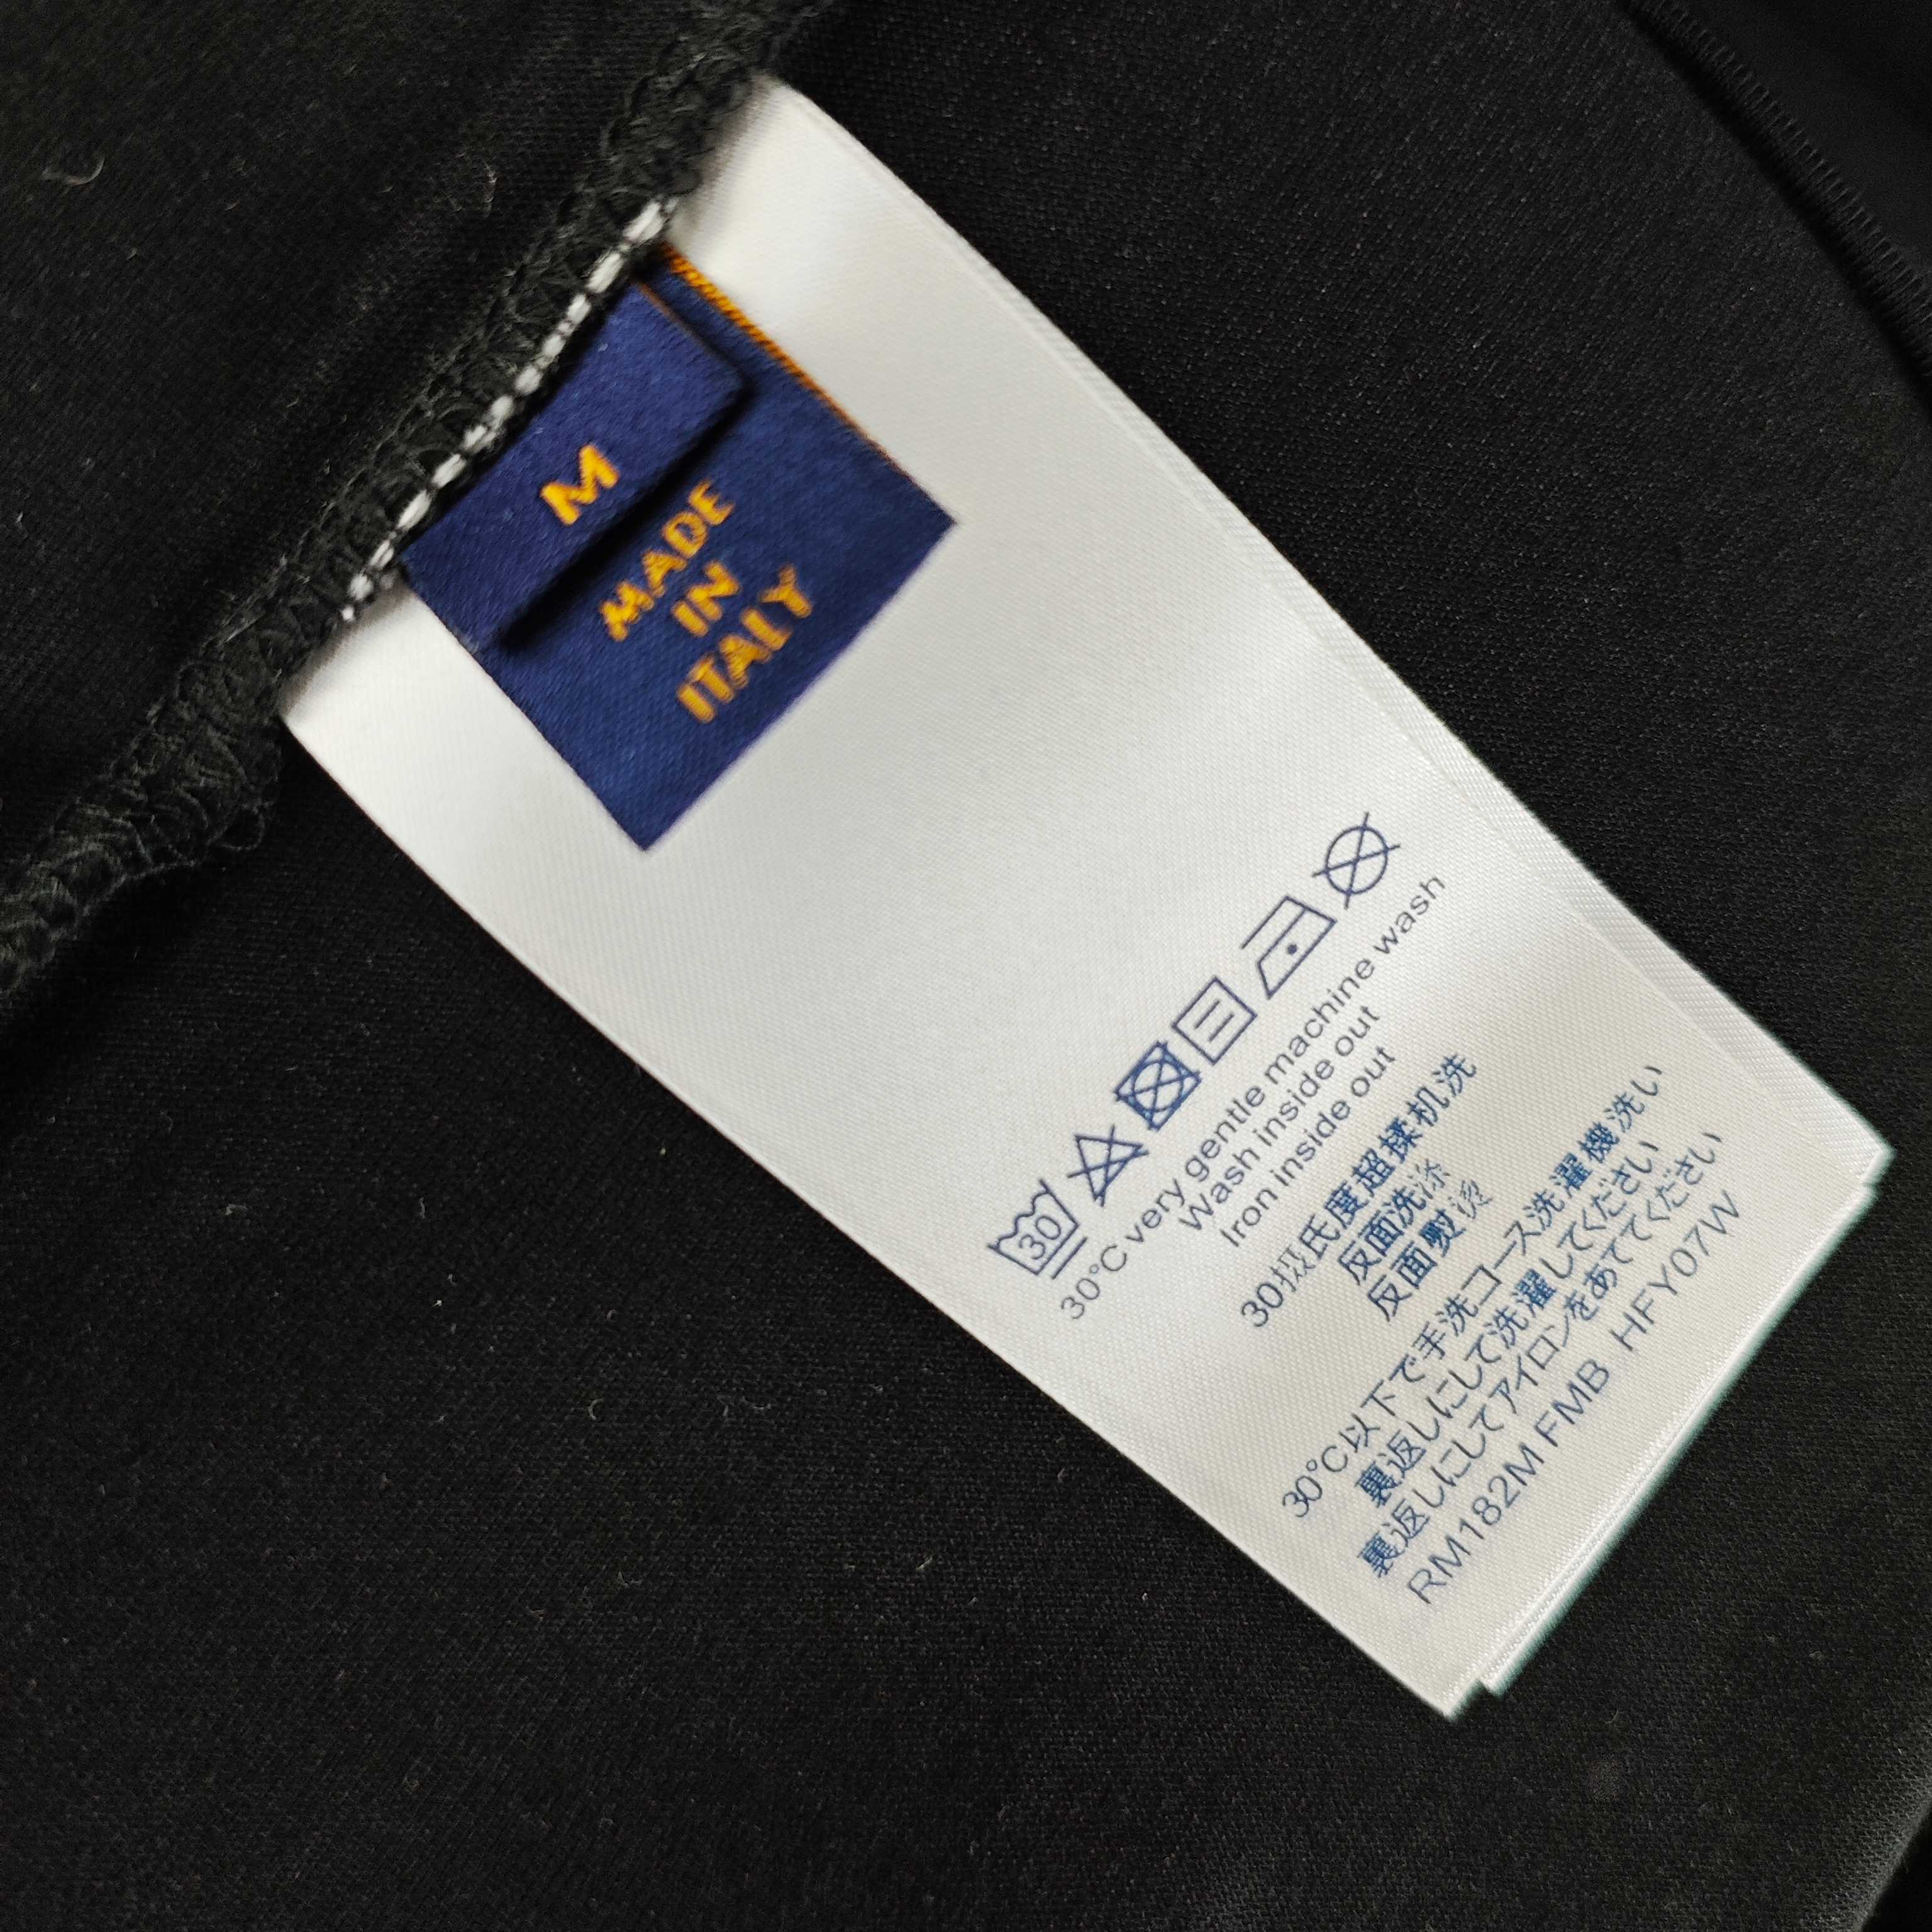 M
MADE
IN
ITALY
30
30°C very gentle machine wash
Wash inside out
Iron inside out
30摄氏度超揉机洗
反面洗涤
反面熨烫
30°C以下で手洗コース洗濯機洗い
裏返しにして洗濯してください
裏返しにしてアイロンをあててください
RM182M FMB HFY07W